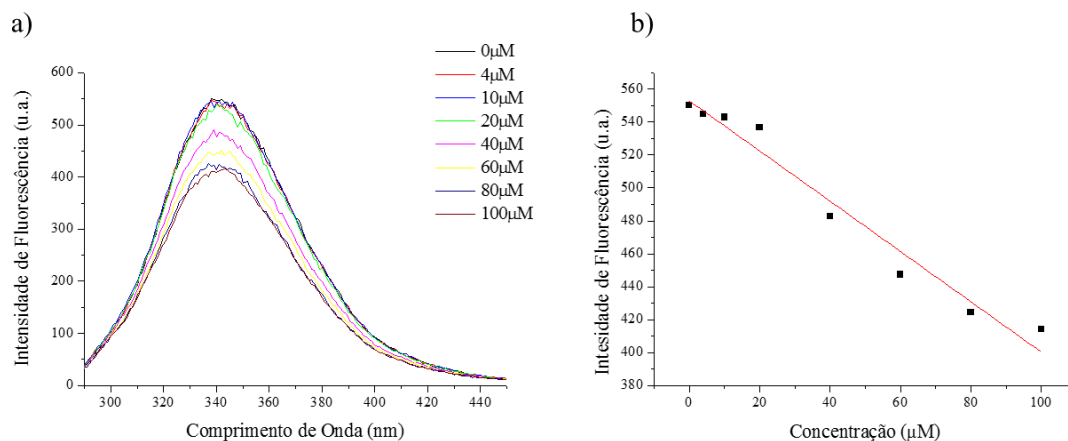 a)
0µM
4µM
10µM
20µM
40µM
60µM
80µM
100µM
600
500
400
300
200
100
0
300 320 340 360 380 400 420 440
Intensidade de Fluorescência (u.a.)
Comprimento de Onda (nm)
b)
560
540
520
500
480
460
440
420
400
380
0 20 40 60 80 100
Intesidade de Fluorescência (u.a.)
Concentração (µM)